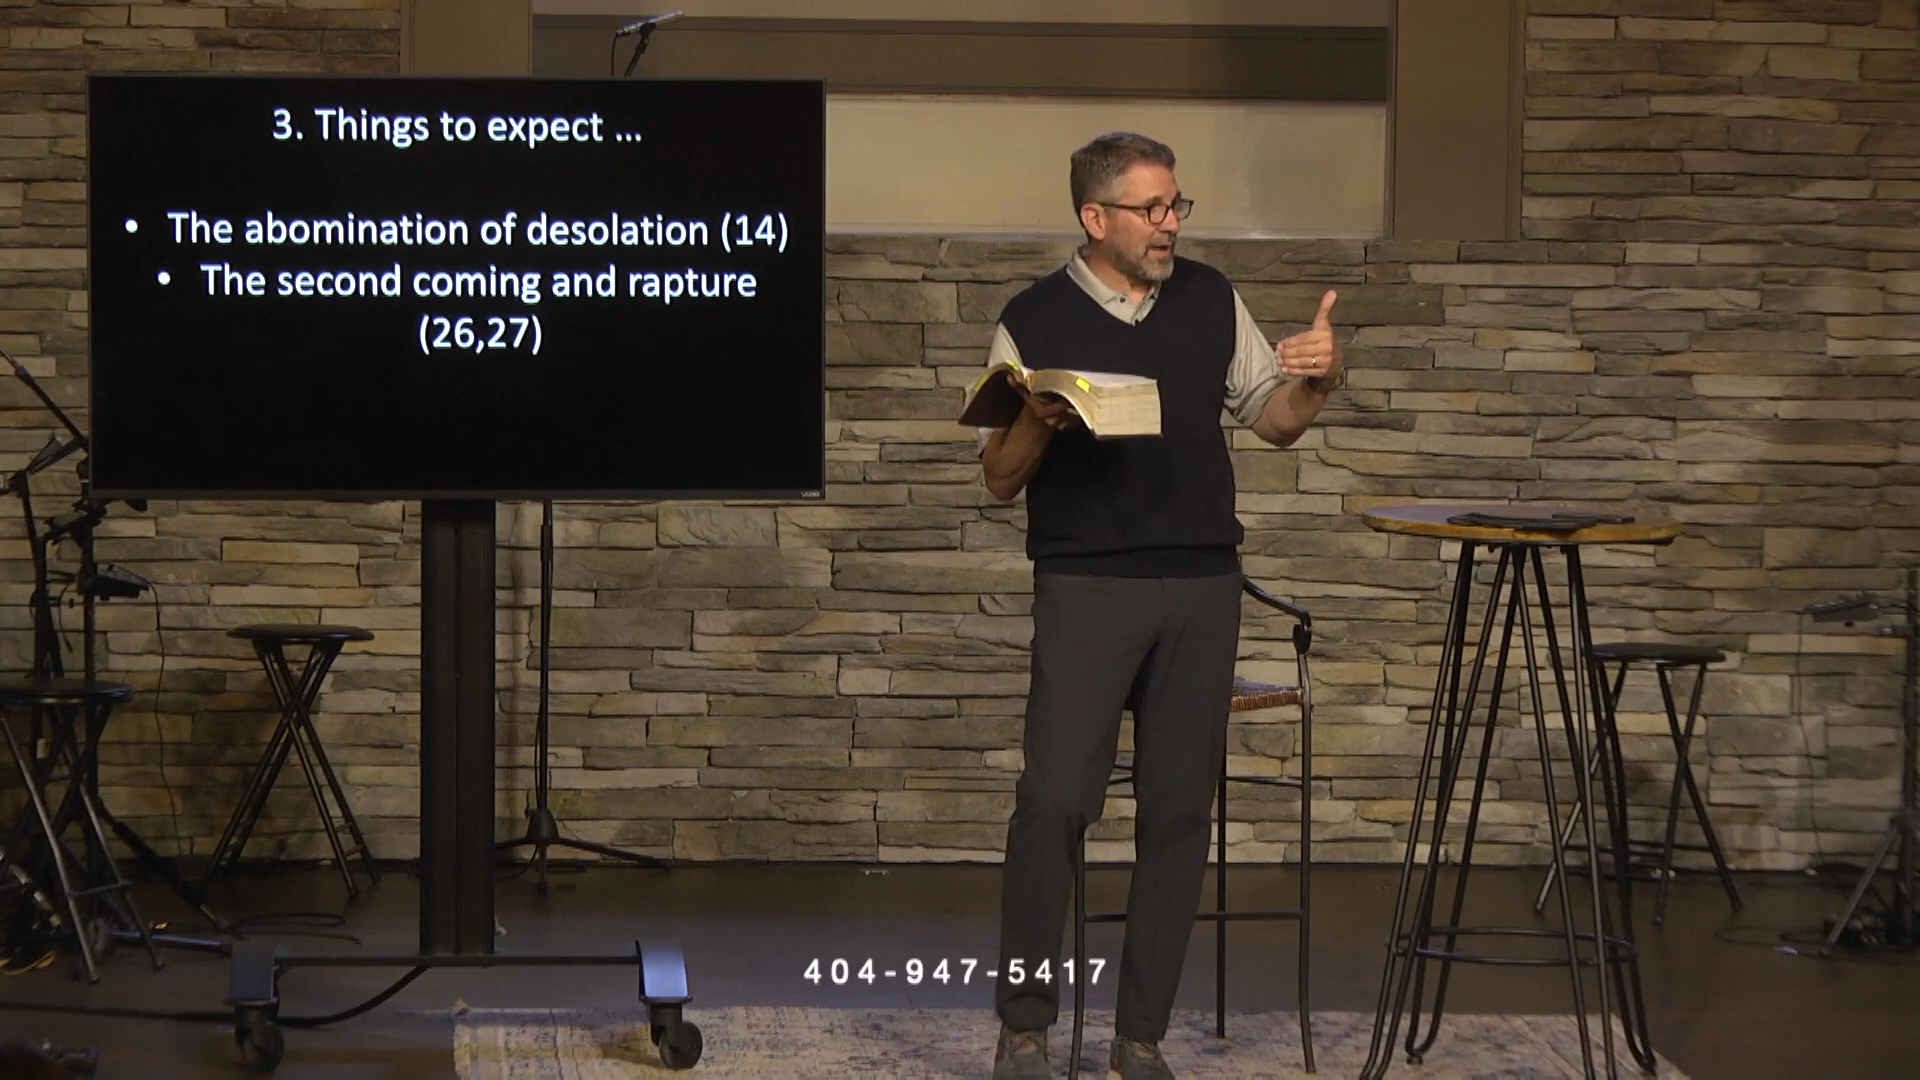 3. Things to expect ...
• The abomination of desolation (14)
• The second coming and rapture
(26,27)
VIZIO
404-947-5417